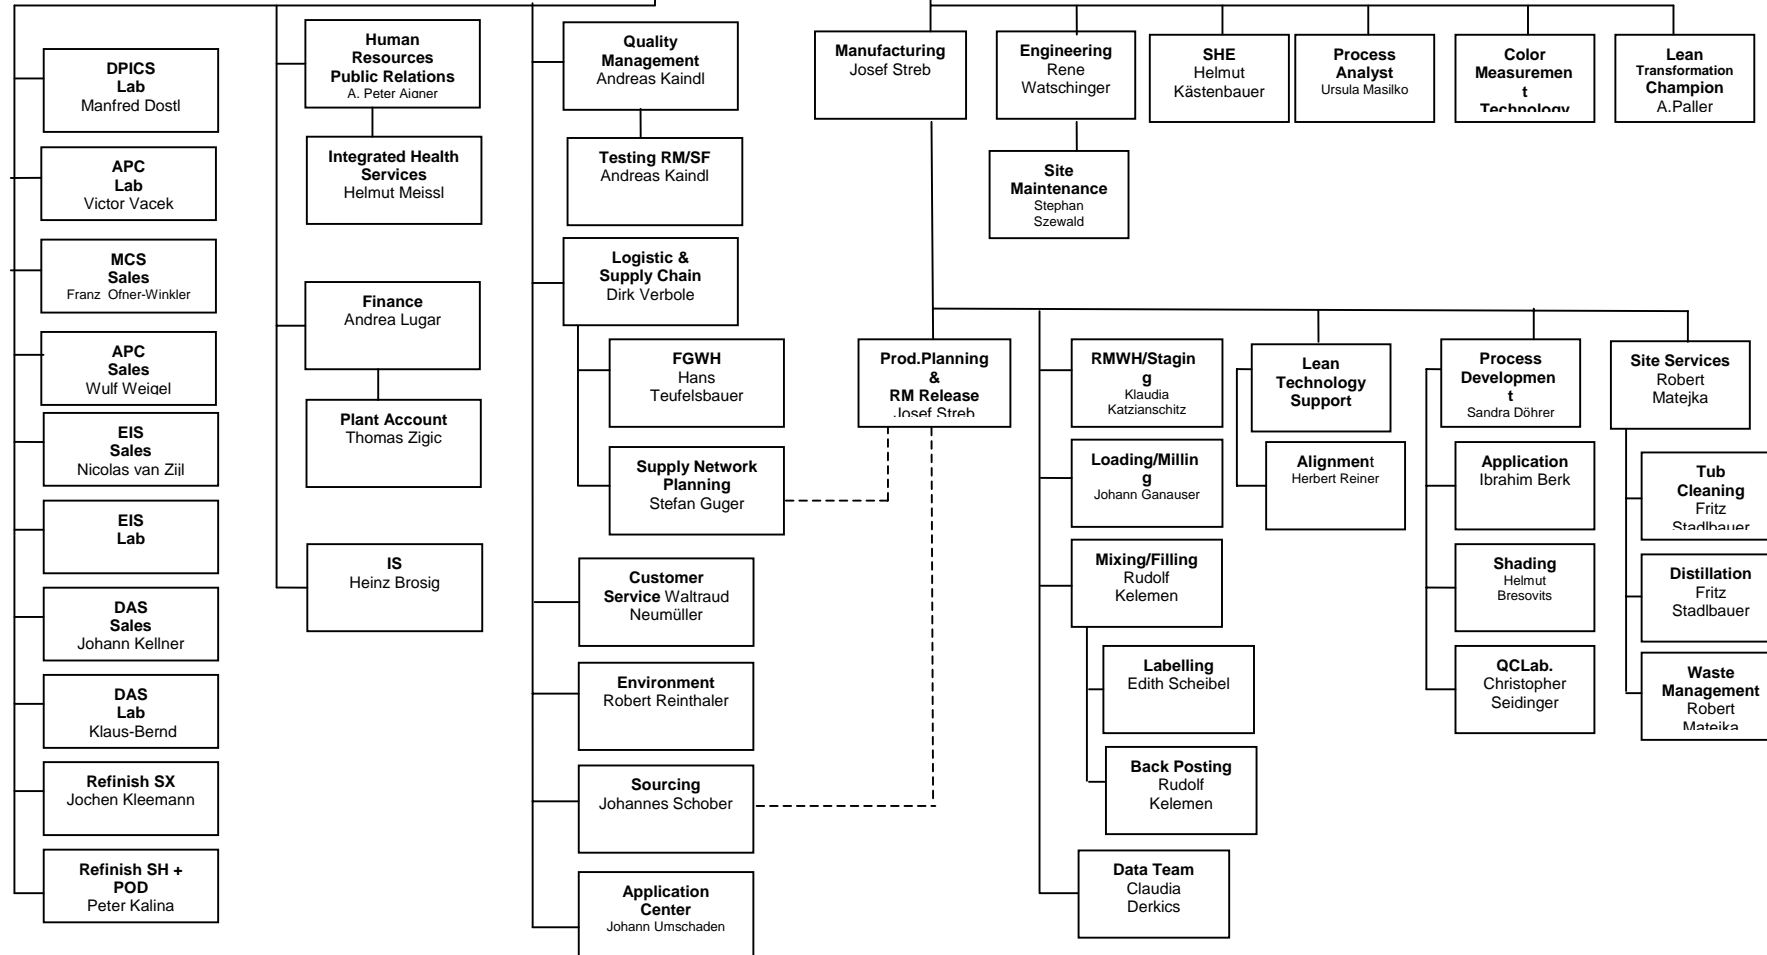 DPICS
Lab
Manfred Dostl
APC
Lab
Victor Vacek
MCS
Sales
Franz Ofner-Winkler
APC
Sales
Wulf Weigel
EIS
Sales
Nicolas van Zijl
EIS
Lab
DAS
Sales
Johann Kellner
DAS
Lab
Klaus-Bernd
Refinish SX
Jochen Kleemann
Refinish SH +
POD
Peter Kalina
Human
Resources
Public Relations
A. Peter Aigner
Integrated Health
Services
Helmut Meissl
Finance
Andrea Lugar
Plant Account
Thomas Zigic
IS
Heinz Brosig
Quality
Management
Andreas Kaindl
Testing RM/SF
Andreas Kaindl
Logistic &
Supply Chain
Dirk Verbole
FGWH
Hans
Teufelsbauer
Supply Network
Planning
Stefan Guger
Customer
Service Waltraud
Neumüller
Environment
Robert Reinthaler
Sourcing
Johannes Schober
Application
Center
Johann Umschaden
Manufacturing
Josef Streb
Engineering
Rene
Watschinger
Site
Maintenance
Stephan
Szewald
SHE
Helmut
Kästenbauer
Process
Analyst
Ursula Masilko
Color
Measuremen
t
Technology
Lean
Transformation
Champion
A.Paller
Prod.Planning
&
RM Release
Josef Streb
RMWH/Stagin
g
Klaudia
Katzianschitz
Loading/Millin
g
Johann Ganauser
Mixing/Filling
Rudolf
Kelemen
Labelling
Edith Scheibel
Back Posting
Rudolf
Kelemen
Data Team
Claudia
Derkics
Lean
Technology
Support
Alignment
Herbert Reiner
Process
Developmen
t
Sandra Döhrer
Application
Ibrahim Berk
Shading
Helmut
Bresovits
QCLab.
Christopher
Seidinger
Site Services
Robert
Matejka
Tub
Cleaning
Fritz
Stadlbauer
Distillation
Fritz
Stadlbauer
Waste
Management
Robert
Matejka